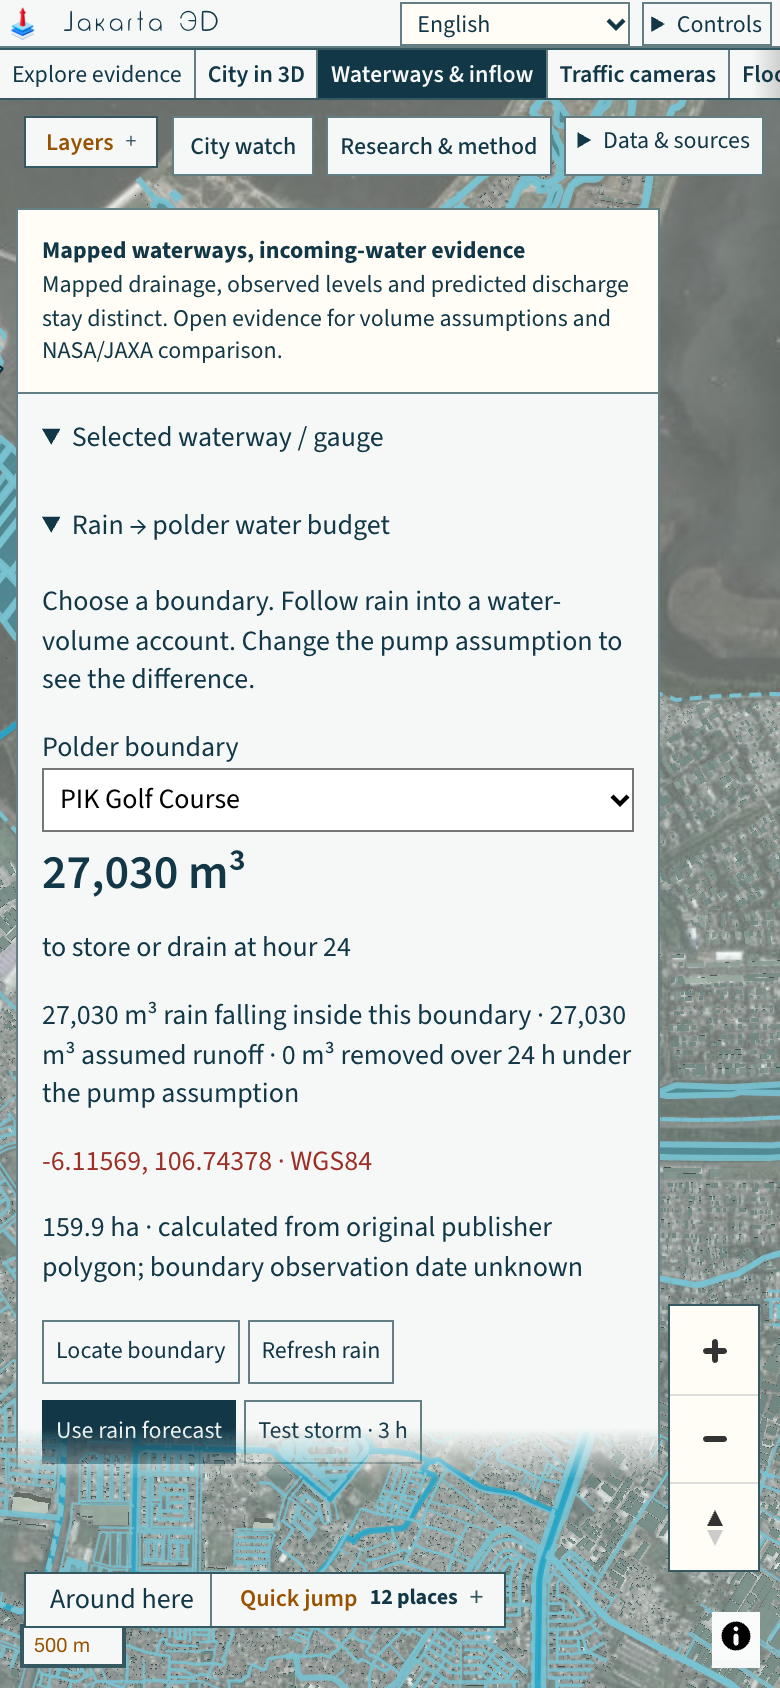 Jakarta 3D
English
Controls
Explore evidence
City in 3D
Waterways & inflow
Traffic cameras
Layers +
City watch
Research & method
Data & sources
Mapped waterways, incoming-water evidence
Mapped drainage, observed levels and predicted discharge
stay distinct. Open evidence for volume assumptions and
NASA/JAXA comparison.
Selected waterway / gauge
Rain → polder water budget
Choose a boundary. Follow rain into a water-
volume account. Change the pump assumption to
see the difference.
Polder boundary
PIK Golf Course
27,030 m³
to store or drain at hour 24
27,030 m³ rain falling inside this boundary · 27,030
m³ assumed runoff · 0 m³ removed over 24 h under
the pump assumption
-6.11569, 106.74378 · WGS84
159.9 ha · calculated from original publisher
polygon; boundary observation date unknown
Locate boundary
Refresh rain
Use rain forecast
Test storm · 3 h
Around here
Quick jump 12 places +
500 m